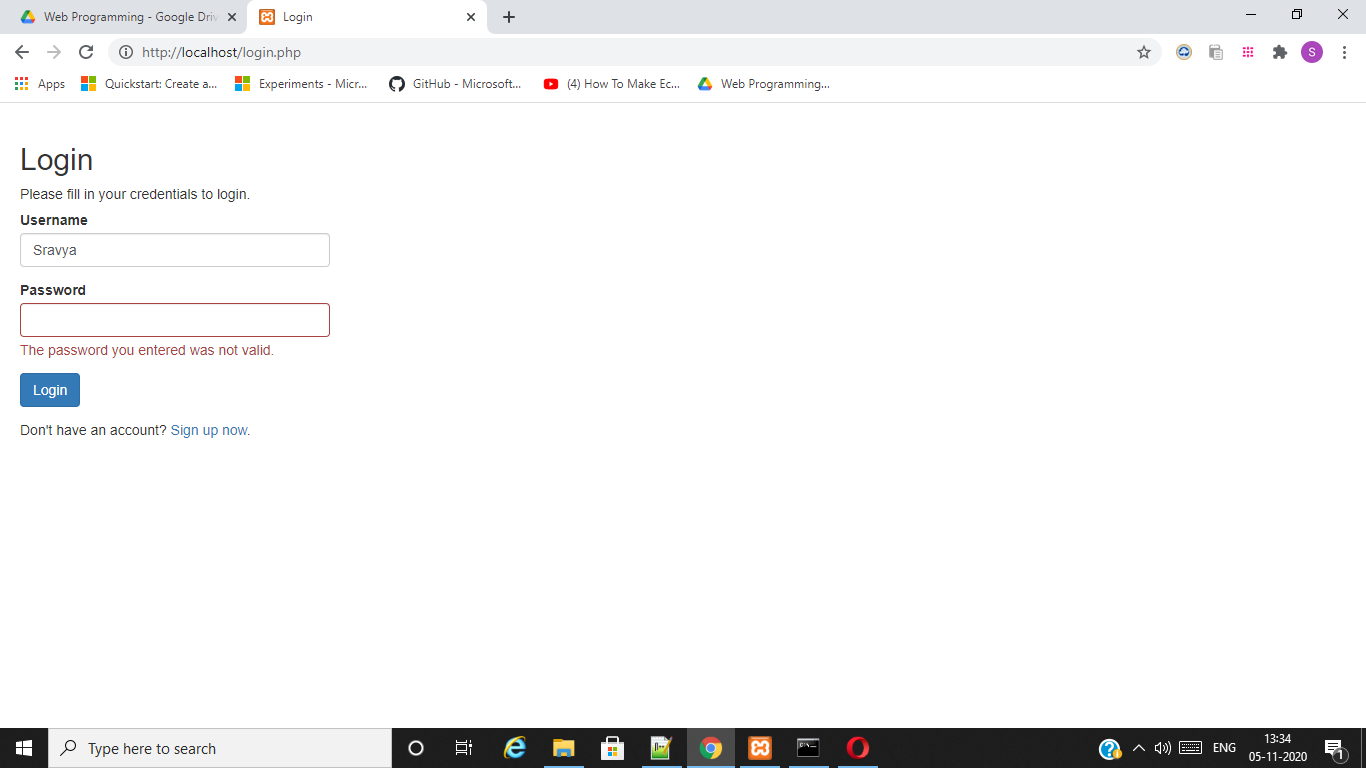 Web Programming - Google Driv
Login
http://localhost/login.php
S
Apps
Quickstart: Create a...
Experiments - Micr...
GitHub - Microsoft...
(4) How To Make Ec...
Web Programming...
Login
Please fill in your credentials to login.
Username
Sravya
Password
The password you entered was not valid.
Login
Don't have an account? Sign up now.
Type here to search
ENG
13:34
05-11-2020
1